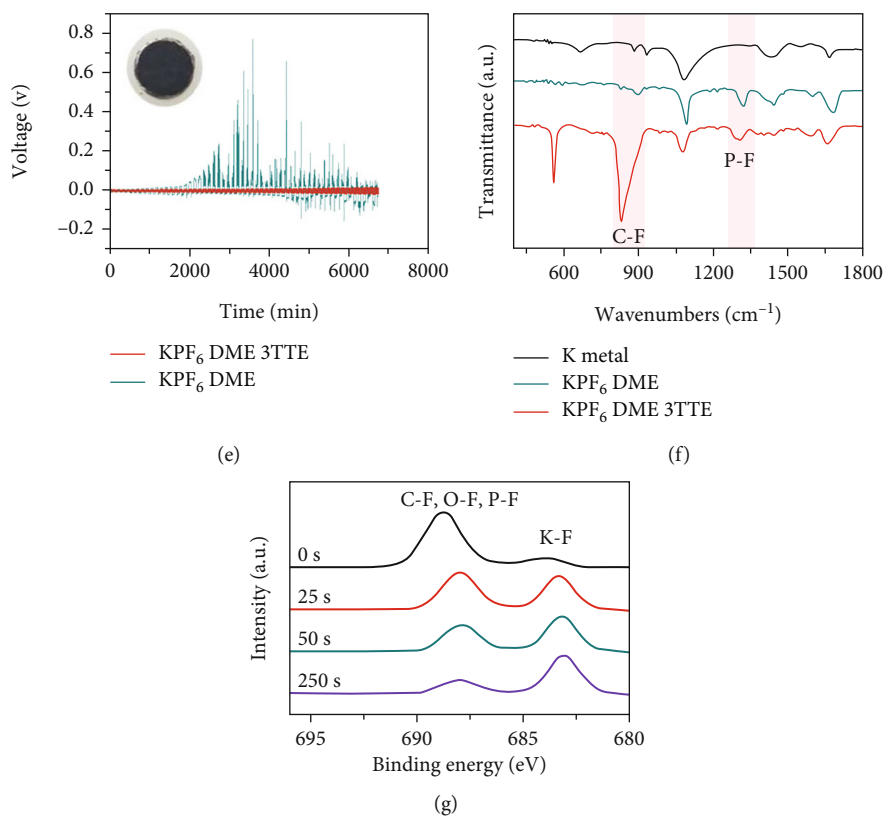 0.8
0.6
0.4
0.2
0.0
−0.2
Voltage (v)
0 2000 4000 6000 8000
Time (min)
KPF₆ DME 3TTE
KPF₆ DME
(e)
Transmittance (a.u.)
P-F
C-F
600 900 1200 1500 1800
Wavenumbers (cm⁻¹)
K metal
KPF₆ DME
KPF₆ DME 3TTE
(f)
C-F, O-F, P-F
K-F
0 s
25 s
50 s
250 s
Intensity (a.u.)
695 690 685 680
Binding energy (eV)
(g)